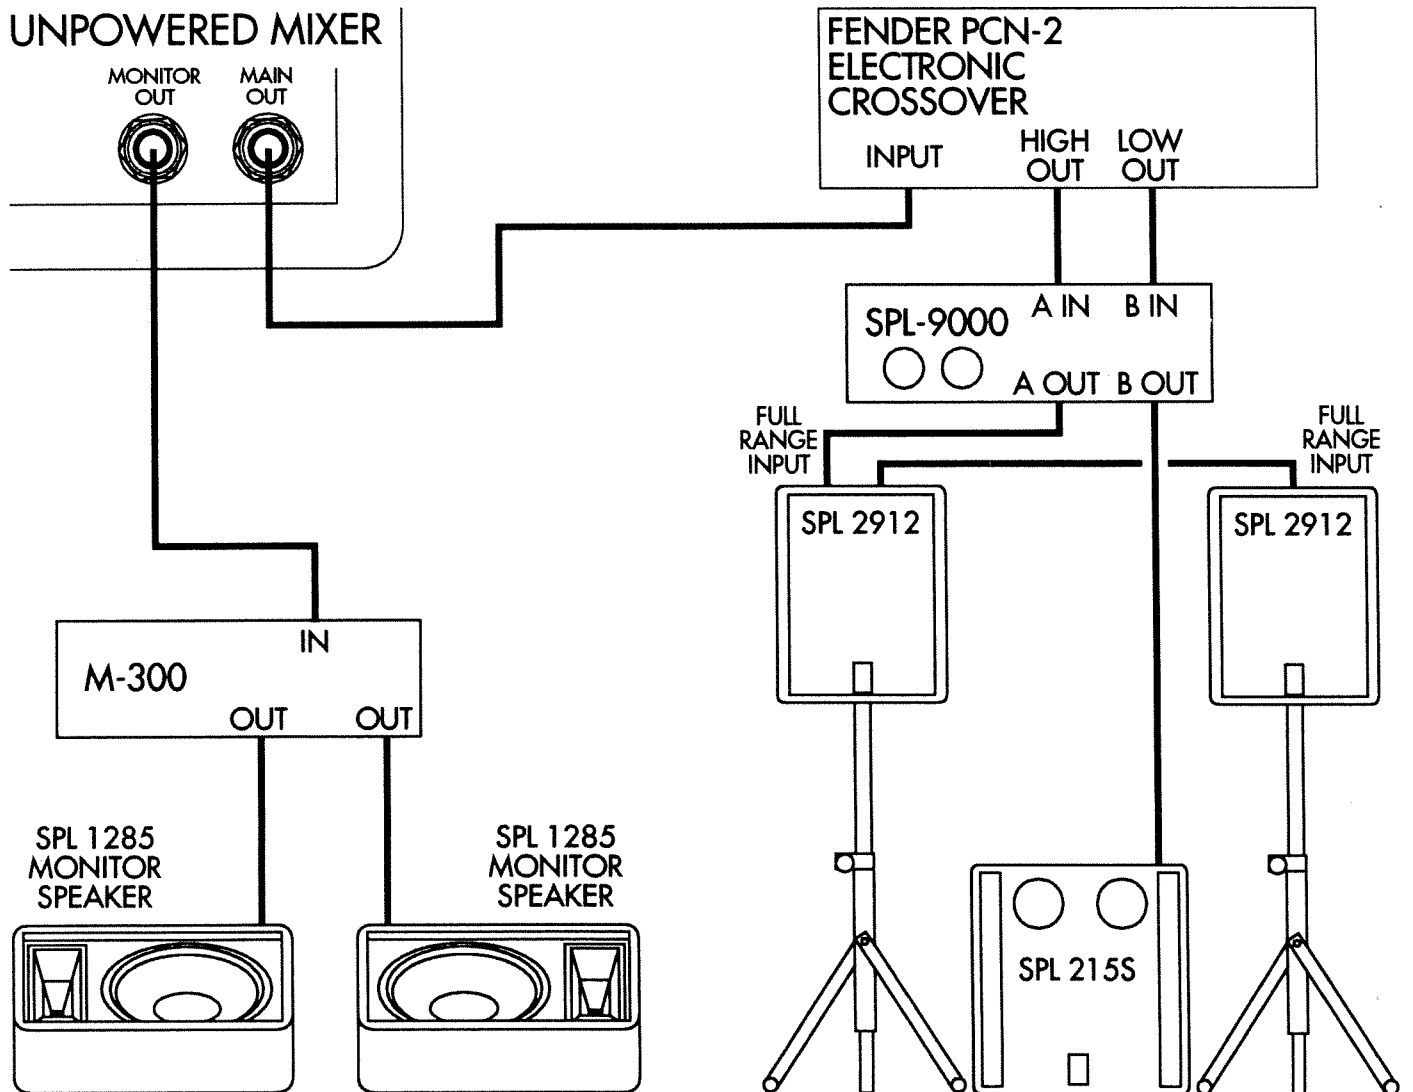 UNPOWERED MIXER
MONITOR
OUT
MAIN
OUT
FENDER PCN-2
ELECTRONIC
CROSSOVER
INPUT
HIGH
OUT
LOW
OUT
SPL-9000
A IN
B IN
A OUT
B OUT
FULL
RANGE
INPUT
FULL
RANGE
INPUT
SPL 2912
SPL 2912
IN
M-300
OUT
OUT
SPL 1285
MONITOR
SPEAKER
SPL 1285
MONITOR
SPEAKER
SPL 215S